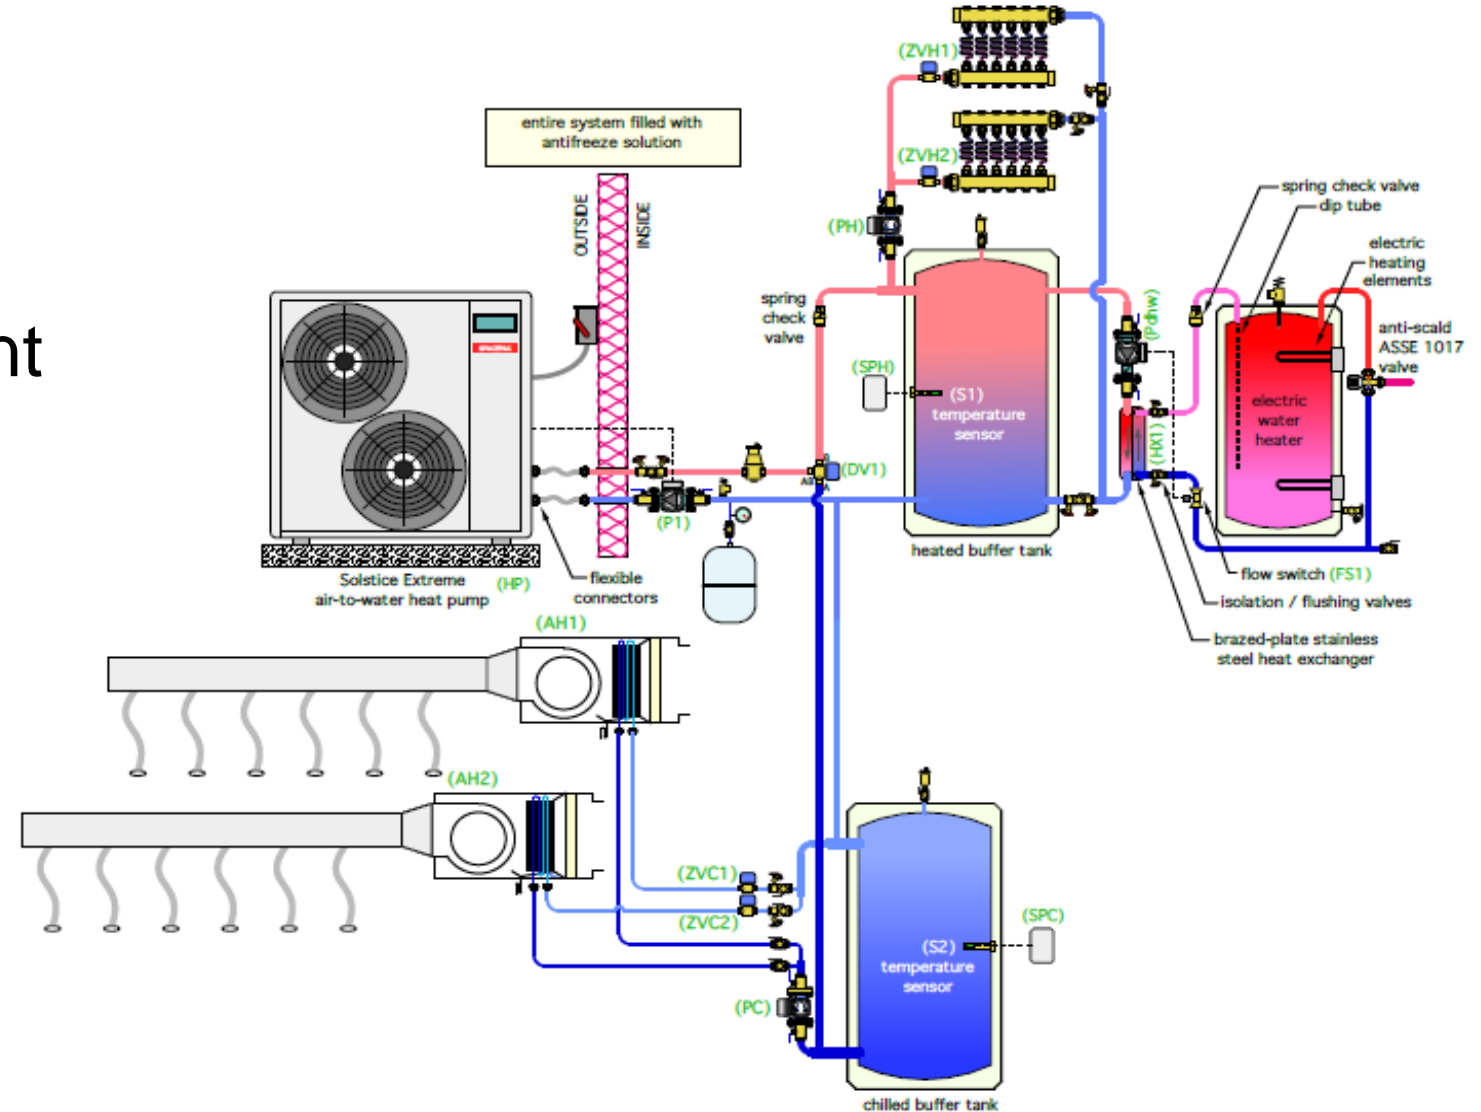 nt
entire system filled with
antifreeze solution
OUTSIDE
INSIDE
(ZVH1)
(ZVH2)
(PH)
spring
check
valve
(SPH)
(S1)
temperature
sensor
(DV1)
(P1)
heated buffer tank
(Pdhw)
(HX1)
spring check valve
dip tube
electric
heating
elements
anti-scald
ASSE 1017
valve
electric
water
heater
flow switch (FS1)
isolation / flushing valves
brazed-plate stainless
steel heat exchanger
Solstice Extreme
air-to-water heat pump
(HP)
flexible
connectors
(AH1)
(AH2)
(ZVC1)
(ZVC2)
(PC)
(S2)
temperature
sensor
(SPC)
chilled buffer tank
AB
A